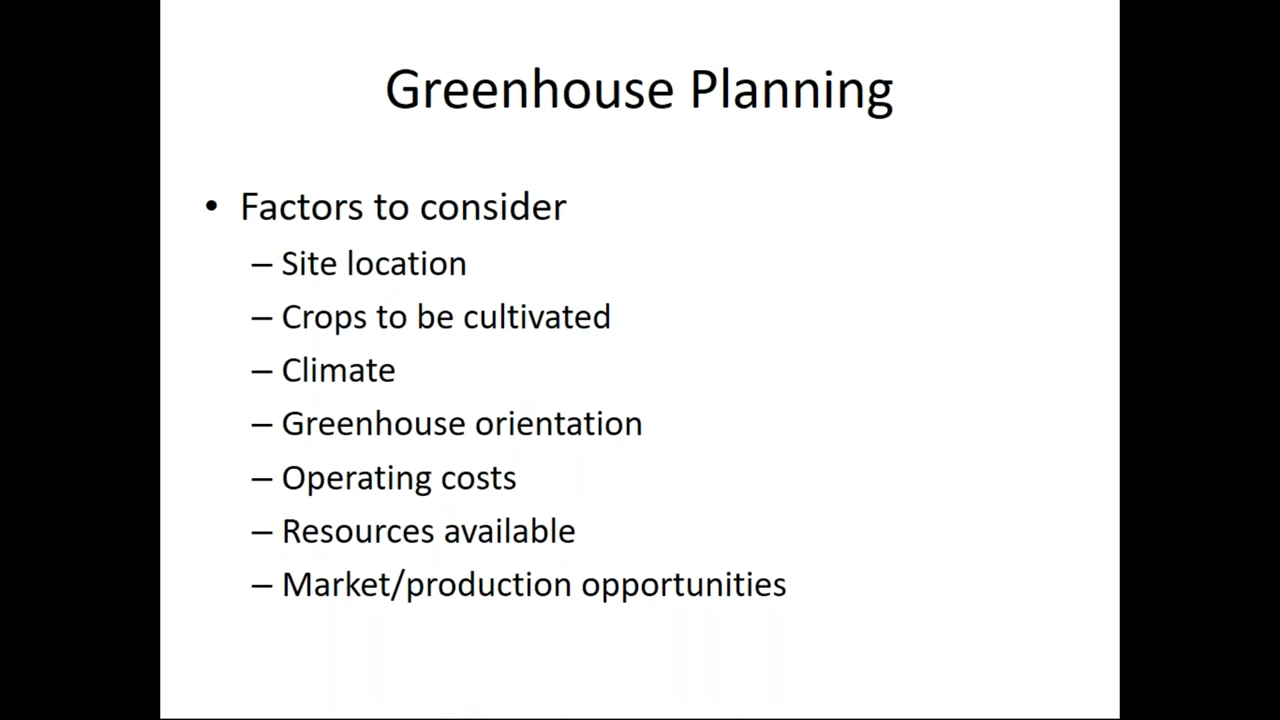 Greenhouse Planning
• Factors to consider
– Site location
– Crops to be cultivated
– Climate
– Greenhouse orientation
– Operating costs
– Resources available
– Market/production opportunities